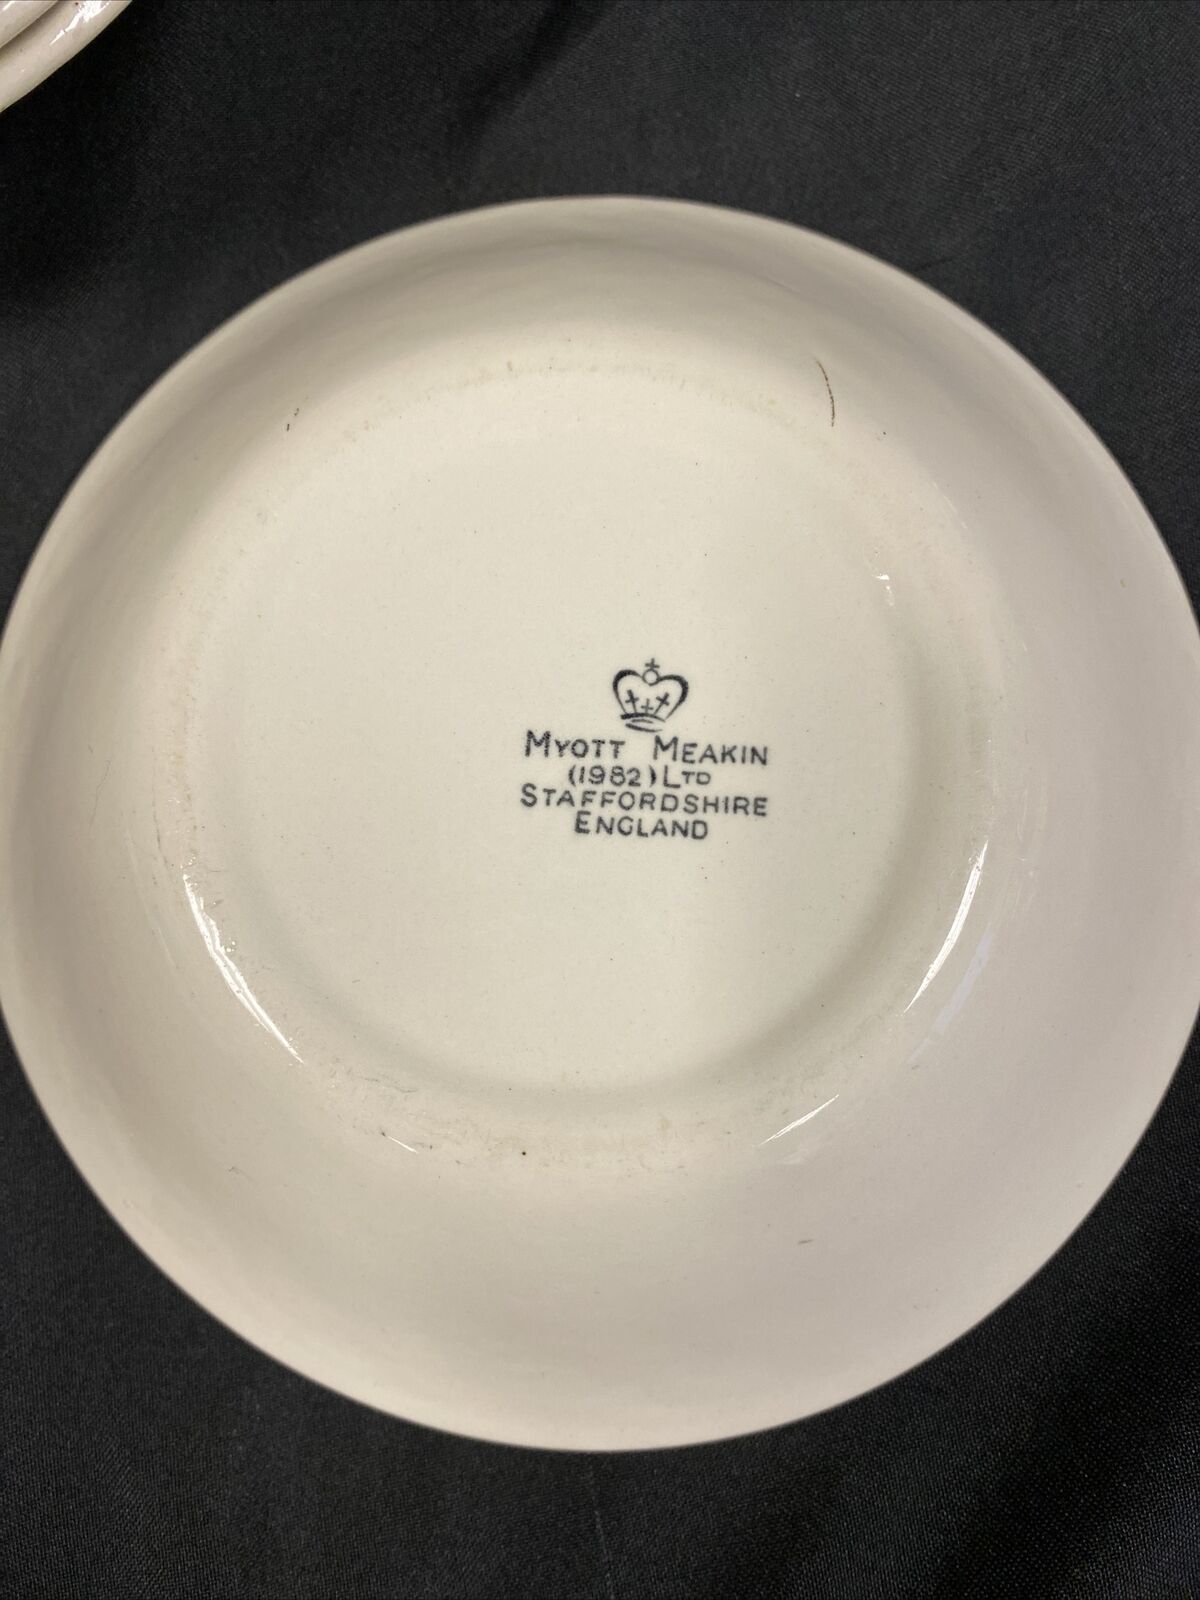 MYOTT MEAKIN
(1982) LTD
STAFFORDSHIRE
ENGLAND